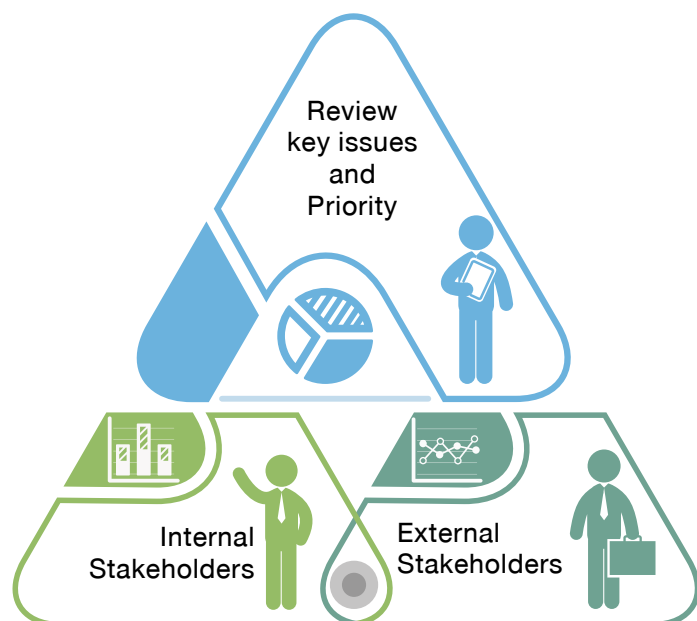 Review
key issues
and
Priority
Internal
Stakeholders
External
Stakeholders